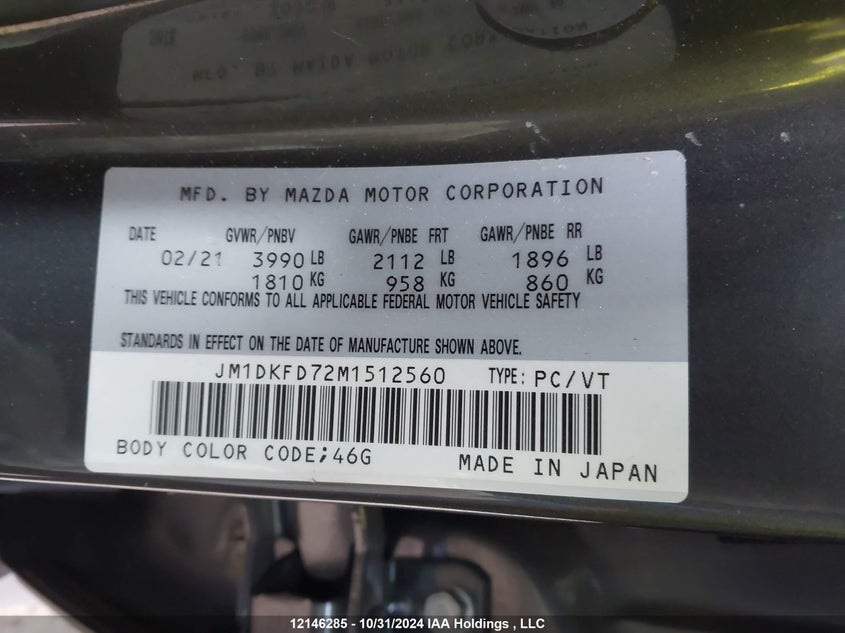 MFD. BY MAZDA MOTOR CORPORATION
DATE GVWR/PNBV GAWR/PNBE FRT GAWR/PNBE RR
02/21 3990 LB 2112 LB 1896 LB
1810 KG 958 KG 860 KG
THIS VEHICLE CONFORMS TO ALL APPLICABLE FEDERAL MOTOR VEHICLE SAFETY
STANDARDS IN EFFECT ON THE DATE OF MANUFACTURE SHOWN ABOVE.
JM1DKFD72M1512560 TYPE: PC/VT
BODY COLOR CODE;46G MADE IN JAPAN
12146285 - 10/31/2024 IAA Holdings , LLC